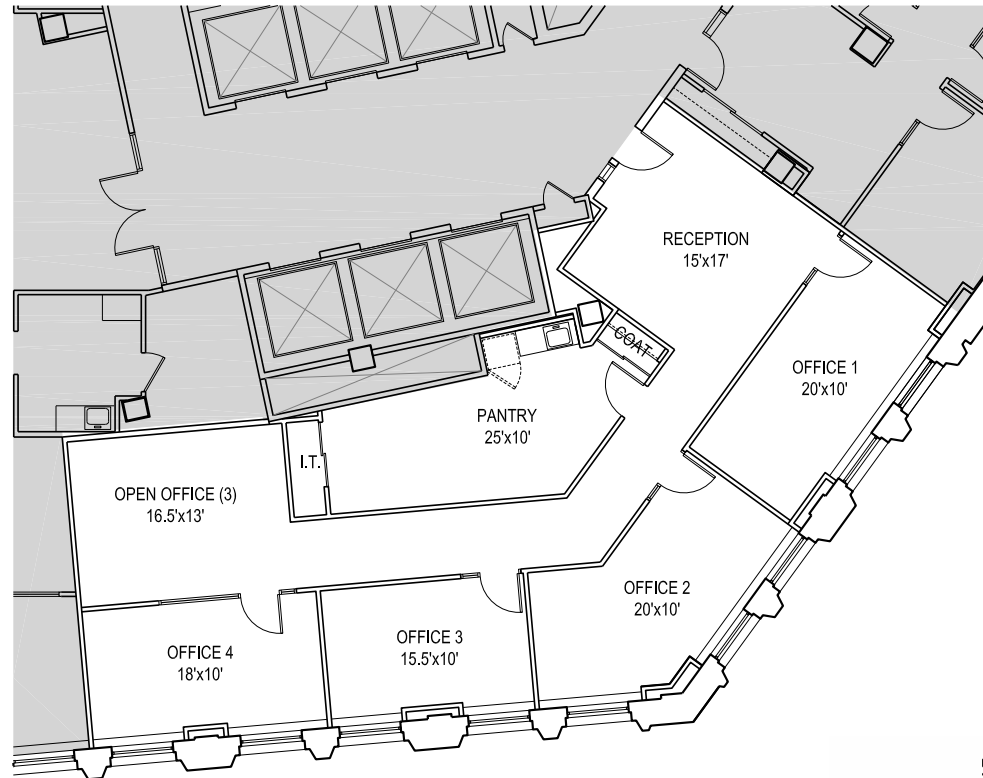 RECEPTION
15'x17'
COAT
OFFICE 1
20'x10'
PANTRY
25'x10'
I.T.
OPEN OFFICE (3)
16.5'x13'
OFFICE 2
20'x10'
OFFICE 3
15.5'x10'
OFFICE 4
18'x10'